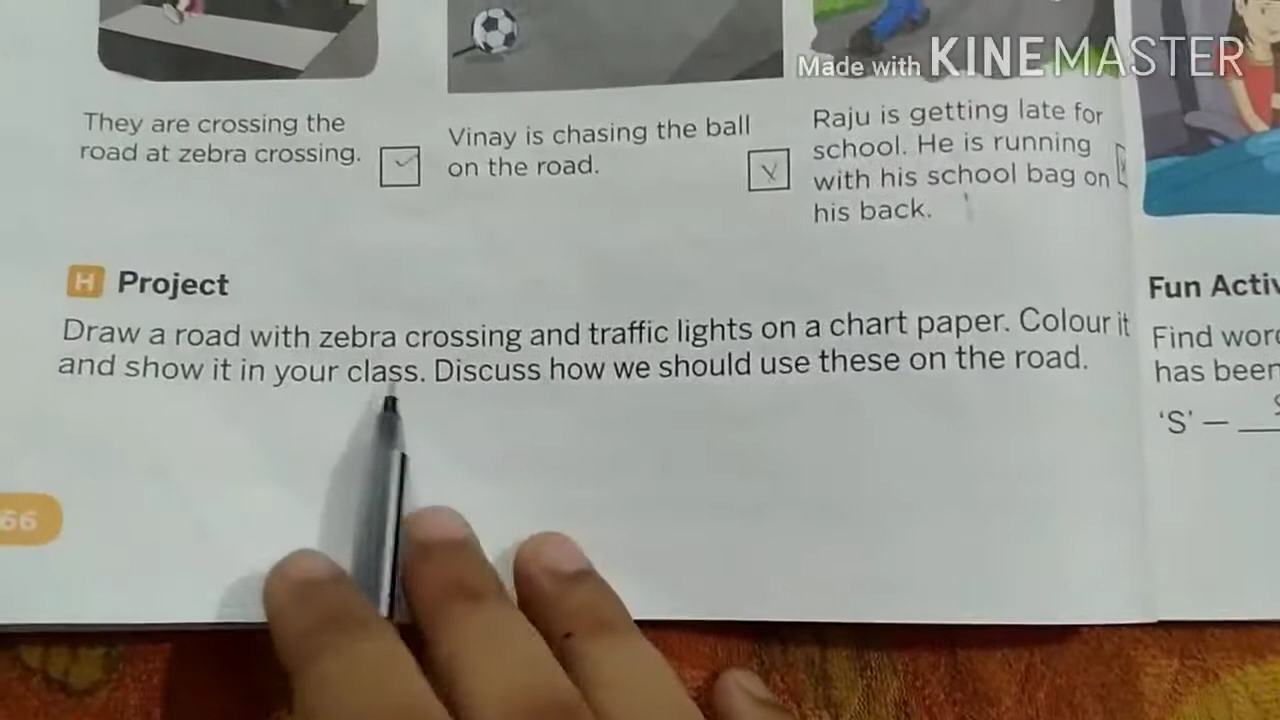 Made with KINEMASTER
They are crossing the
road at zebra crossing.
Vinay is chasing the ball
on the road.
Raju is getting late for
school. He is running
with his school bag on
his back.
H Project
Draw a road with zebra crossing and traffic lights on a chart paper. Colour it
and show it in your class. Discuss how we should use these on the road.
66
Fun
Find
has been
'S' –